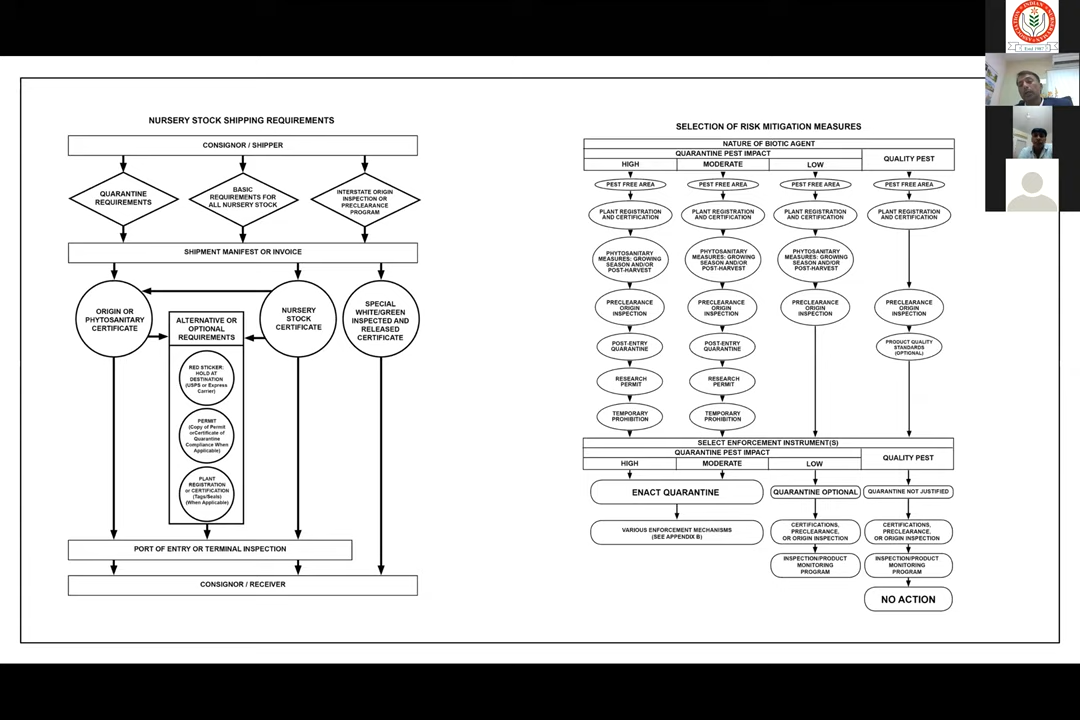 NURSERY STOCK SHIPPING REQUIREMENTS
CONSIGNOR / SHIPPER
QUARANTINE
REQUIREMENTS
BASIC
REQUIREMENTS FOR
ALL NURSERY STOCK
INTERSTATE ORIGIN
INSPECTION OR
PRECLEARANCE
PROGRAM
SHIPMENT MANIFEST OR INVOICE
ORIGIN OR
PHYTOSANITARY
CERTIFICATE
ALTERNATIVE OR
OPTIONAL
REQUIREMENTS
NURSERY
STOCK
CERTIFICATE
SPECIAL
WHITE/GREEN
INSPECTED AND
RELEASED
CERTIFICATE
RED STICKER:
HOLD AT
DESTINATION
(USPS or Express
Carrier)
PERMIT
(Copy of Permit
orCertificate of
Quarantine
Compliance When
Applicable)
PLANT
REGISTRATION
or CERTIFICATION
(Tags/Seals)
(When Applicable)
PORT OF ENTRY OR TERMINAL INSPECTION
CONSIGNOR / RECEIVER
SELECTION OF RISK MITIGATION MEASURES
NATURE OF BIOTIC AGENT
QUARANTINE PEST IMPACT
QUALITY PEST
HIGH
MODERATE
LOW
PEST FREE AREA
PEST FREE AREA
PEST FREE AREA
PEST FREE AREA
PLANT REGISTRATION
AND CERTIFICATION
PLANT REGISTRATION
AND CERTIFICATION
PLANT REGISTRATION
AND CERTIFICATION
PLANT REGISTRATION
AND CERTIFICATION
PHYTOSANITARY
MEASURES: GROWING
SEASON AND/OR
POST-HARVEST
PHYTOSANITARY
MEASURES: GROWING
SEASON AND/OR
POST-HARVEST
PHYTOSANITARY
MEASURES: GROWING
SEASON AND/OR
POST-HARVEST
PRECLEARANCE
ORIGIN
INSPECTION
PRECLEARANCE
ORIGIN
INSPECTION
PRECLEARANCE
ORIGIN
INSPECTION
PRECLEARANCE
ORIGIN
INSPECTION
POST-ENTRY
QUARANTINE
POST-ENTRY
QUARANTINE
PRODUCT QUALITY
STANDARDS
(OPTIONAL)
RESEARCH
PERMIT
RESEARCH
PERMIT
TEMPORARY
PROHIBITION
TEMPORARY
PROHIBITION
SELECT ENFORCEMENT INSTRUMENT(S)
QUARANTINE PEST IMPACT
QUALITY PEST
HIGH
MODERATE
LOW
ENACT QUARANTINE
QUARANTINE OPTIONAL
QUARANTINE NOT JUSTIFIED
VARIOUS ENFORCEMENT MECHANISMS
(SEE APPENDIX B)
CERTIFICATIONS,
PRECLEARANCE,
OR ORIGIN INSPECTION
CERTIFICATIONS,
PRECLEARANCE,
OR ORIGIN INSPECTION
INSPECTION/PRODUCT
MONITORING
PROGRAM
INSPECTION/PRODUCT
MONITORING
PROGRAM
NO ACTION
INDIAN
NURSERYMEN
ASSOCIATION
Estd 1987